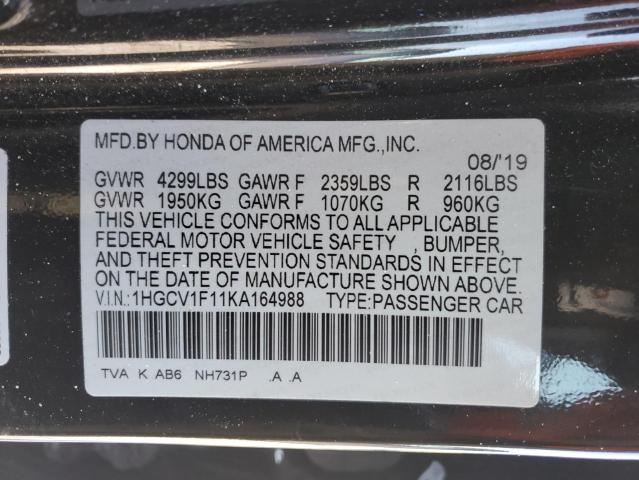 MFD.BY HONDA OF AMERICA MFG.,INC.
08/'19
GVWR 4299LBS GAWR F 2359LBS R 2116LBS
GVWR 1950KG GAWR F 1070KG R 960KG
THIS VEHICLE CONFORMS TO ALL APPLICABLE
FEDERAL MOTOR VEHICLE SAFETY , BUMPER,
AND THEFT PREVENTION STANDARDS IN EFFECT
ON THE DATE OF MANUFACTURE SHOWN ABOVE.
V.I.N.:1HGCV1F11KA164988 TYPE:PASSENGER CAR
TVA K AB6 NH731P .A .A